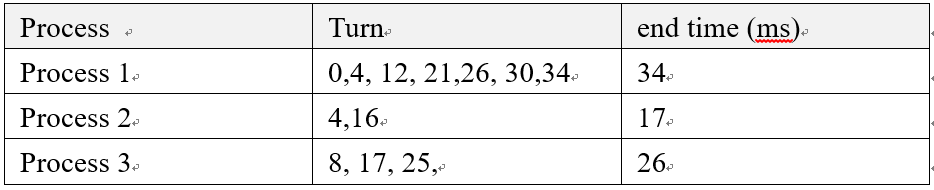 Process Turn end time (ms)
Process 1 0,4, 12, 21,26, 30,34 34
Process 2 4,16 17
Process 3 8, 17, 25, 26